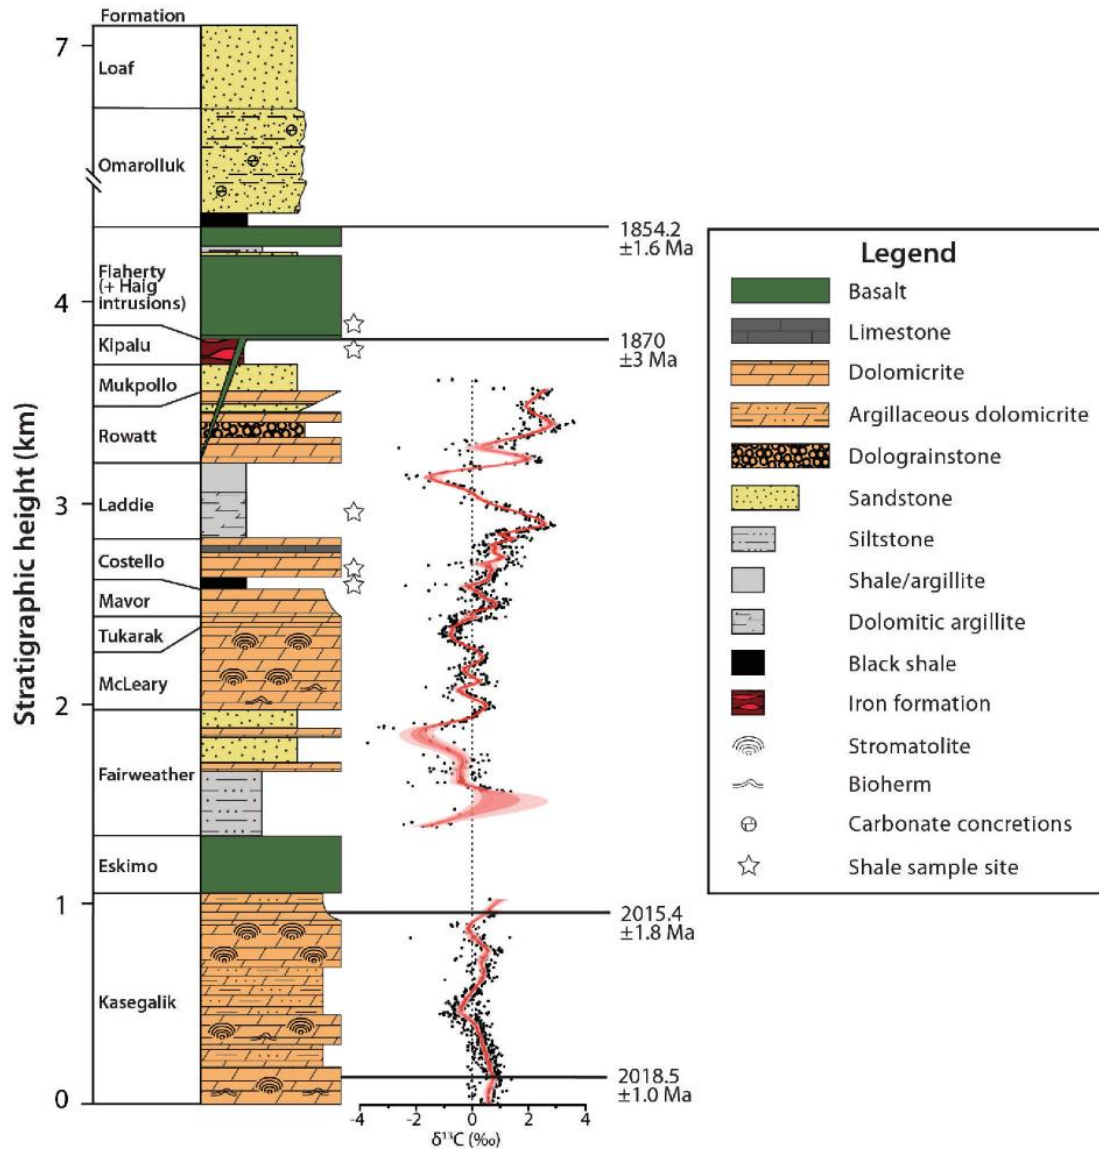 Formation
7
Loaf
Omarolluk
Flaherty
(+ Haig
intrusions)
4
Kipalu
Mukpollo
Rowatt
3
Laddie
Costello
Mavor
Tukarak
2
McLeary
Fairweather
Eskimo
1
Kasegalik
0
Stratigraphic height (km)
1854.2
±1.6 Ma
1870
±3 Ma
2015.4
±1.8 Ma
2018.5
±1.0 Ma
-4 -2 0 2 4
δ¹³C (‰)
Legend
Basalt
Limestone
Dolomicrite
Argillaceous dolomicrite
Dolograinstone
Sandstone
Siltstone
Shale/argillite
Dolomitic argillite
Black shale
Iron formation
Stromatolite
Bioherm
Carbonate concretions
Shale sample site